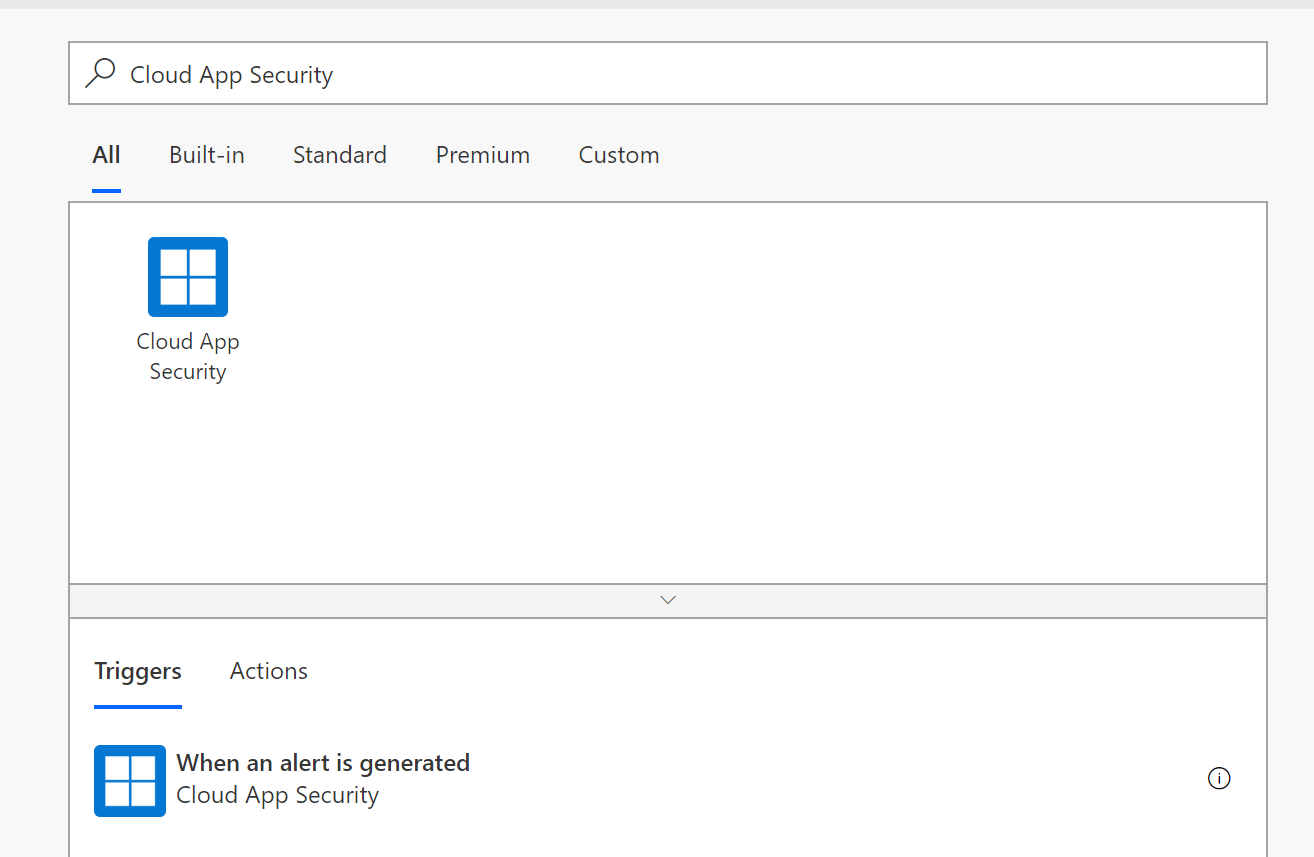 Cloud App Security
All Built-in Standard Premium Custom
Cloud App
Security
Triggers Actions
When an alert is generated
Cloud App Security